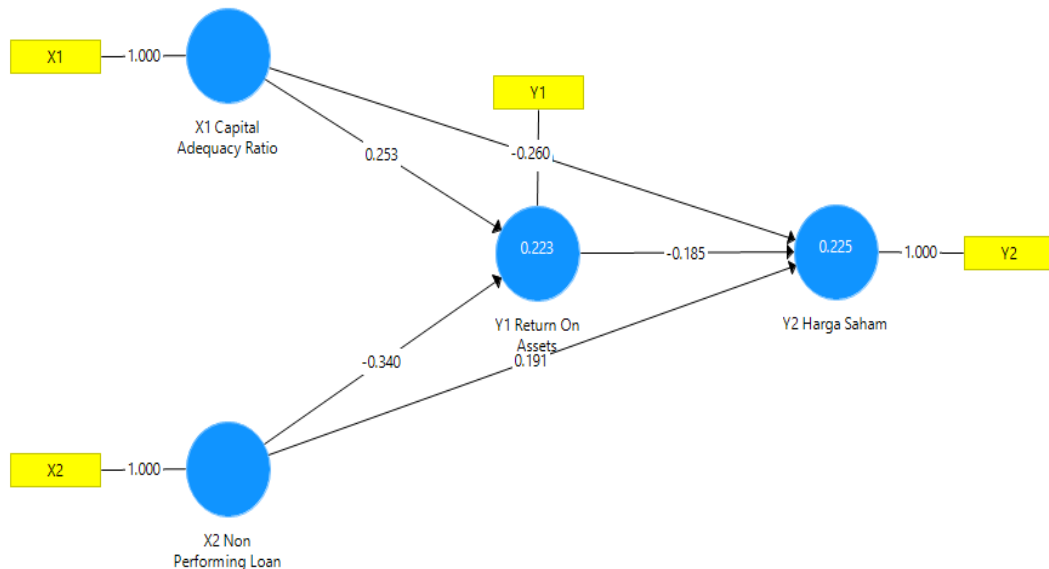 X1
1.000
X1 Capital
Adequacy Ratio
Y1
0.253
-0.260
0.223
-0.185
0.225
1.000
Y2
Y1 Return On
Assets
Y2 Harga Saham
-0.340
0.191
X2
1.000
X2 Non
Performing Loan